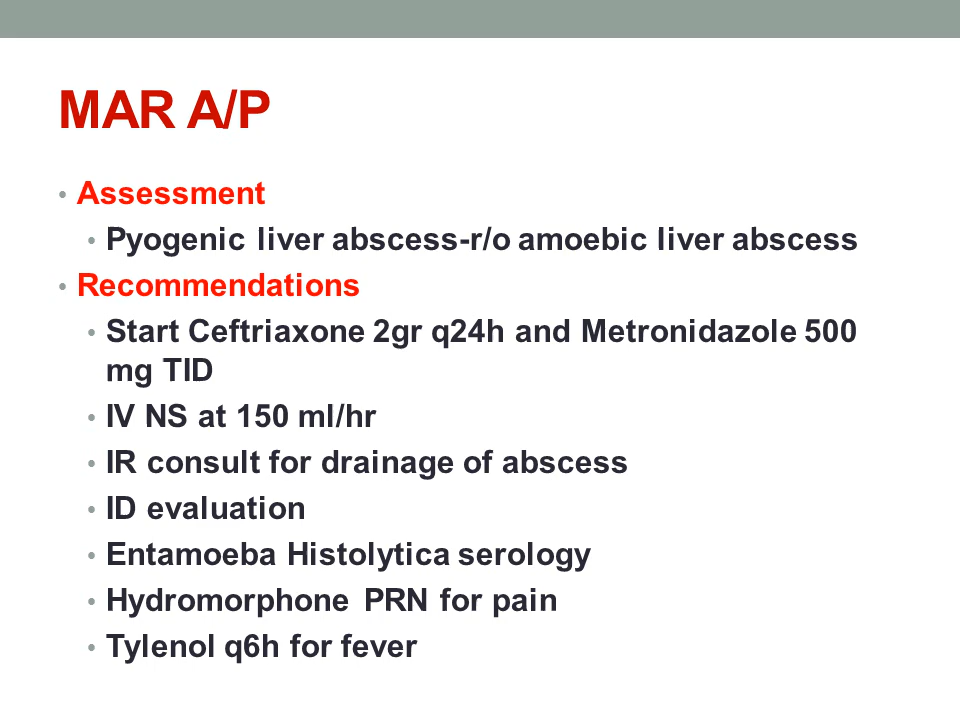 MAR A/P
• Assessment
• Pyogenic liver abscess-r/o amoebic liver abscess
• Recommendations
• Start Ceftriaxone 2gr q24h and Metronidazole 500
mg TID
• IV NS at 150 ml/hr
• IR consult for drainage of abscess
• ID evaluation
• Entamoeba Histolytica serology
• Hydromorphone PRN for pain
• Tylenol q6h for fever